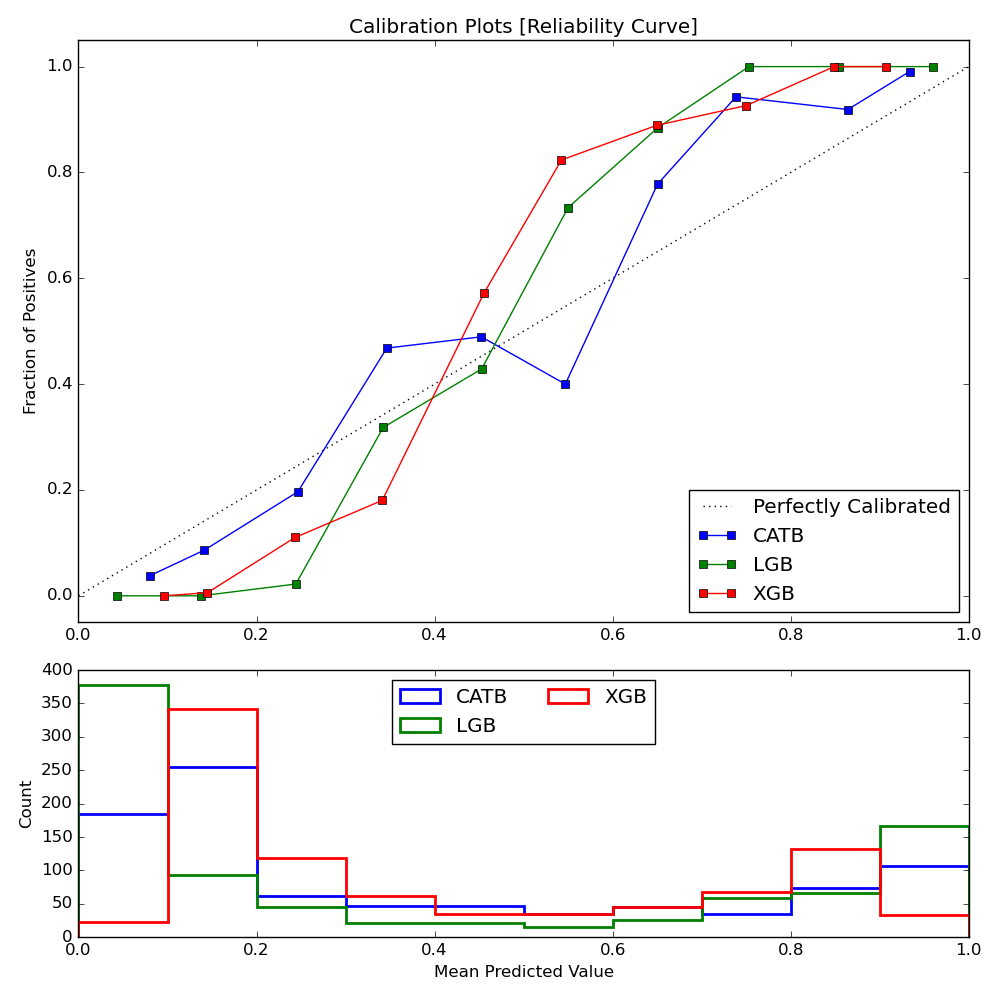 Calibration Plots [Reliability Curve]
1.0
0.8
0.6
0.4
0.2
0.0
Fraction of Positives
Perfectly Calibrated
CATB
LGB
XGB
0.0 0.2 0.4 0.6 0.8 1.0
400
350
300
250
200
150
100
50
0
Count
CATB XGB
LGB
0.0 0.2 0.4 0.6 0.8 1.0
Mean Predicted Value